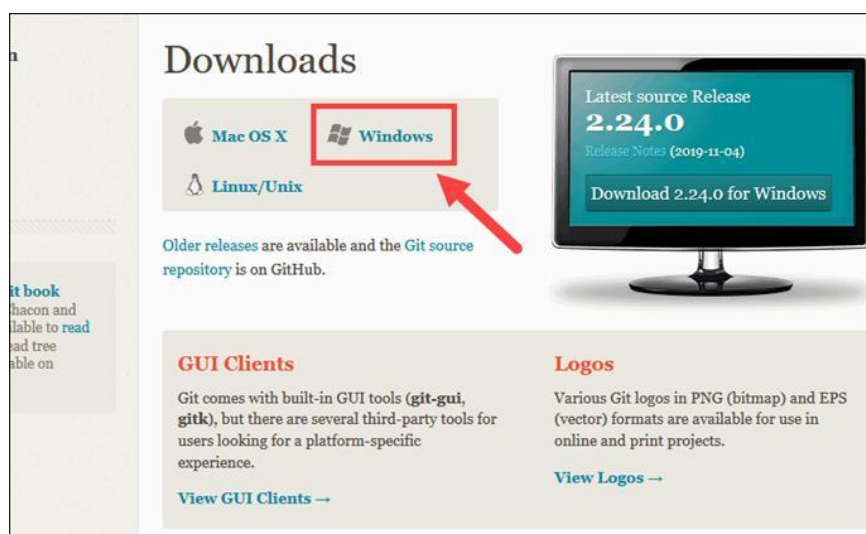 n
Downloads
Mac OS X
Windows
Linux/Unix
Older releases are available and the Git source
repository is on GitHub.
Latest source Release
2.24.0
Release Notes (2019-11-04)
Download 2.24.0 for Windows
it book
hacon and
ilable to read
ead tree
able on
GUI Clients
Git comes with built-in GUI tools (git-gui,
gitk), but there are several third-party tools for
users looking for a platform-specific
experience.
View GUI Clients →
Logos
Various Git logos in PNG (bitmap) and EPS
(vector) formats are available for use in
online and print projects.
View Logos →